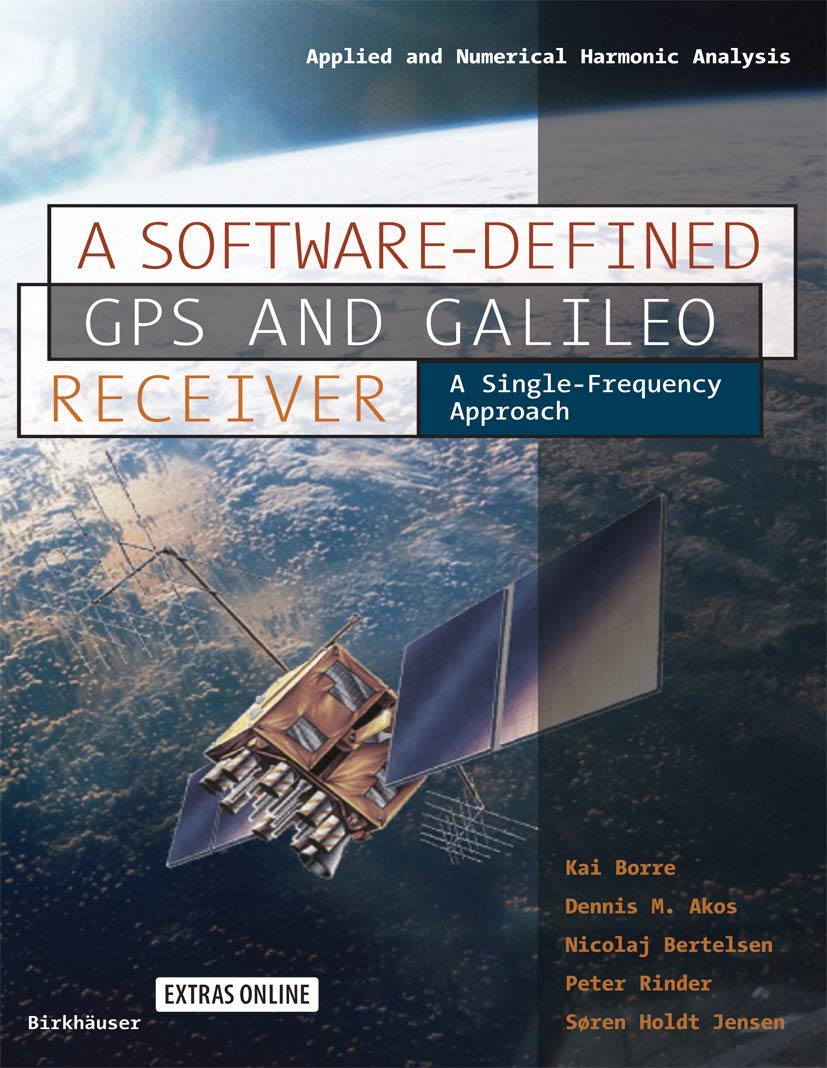 Applied and Numerical Harmonic Analysis
A SOFTWARE-DEFINED
GPS AND GALILEO
RECEIVER
A Single-Frequency
Approach
Kai Borre
Dennis M. Akos
Nicolaj Bertelsen
Peter Rinder
Søren Holdt Jensen
EXTRAS ONLINE
Birkhäuser